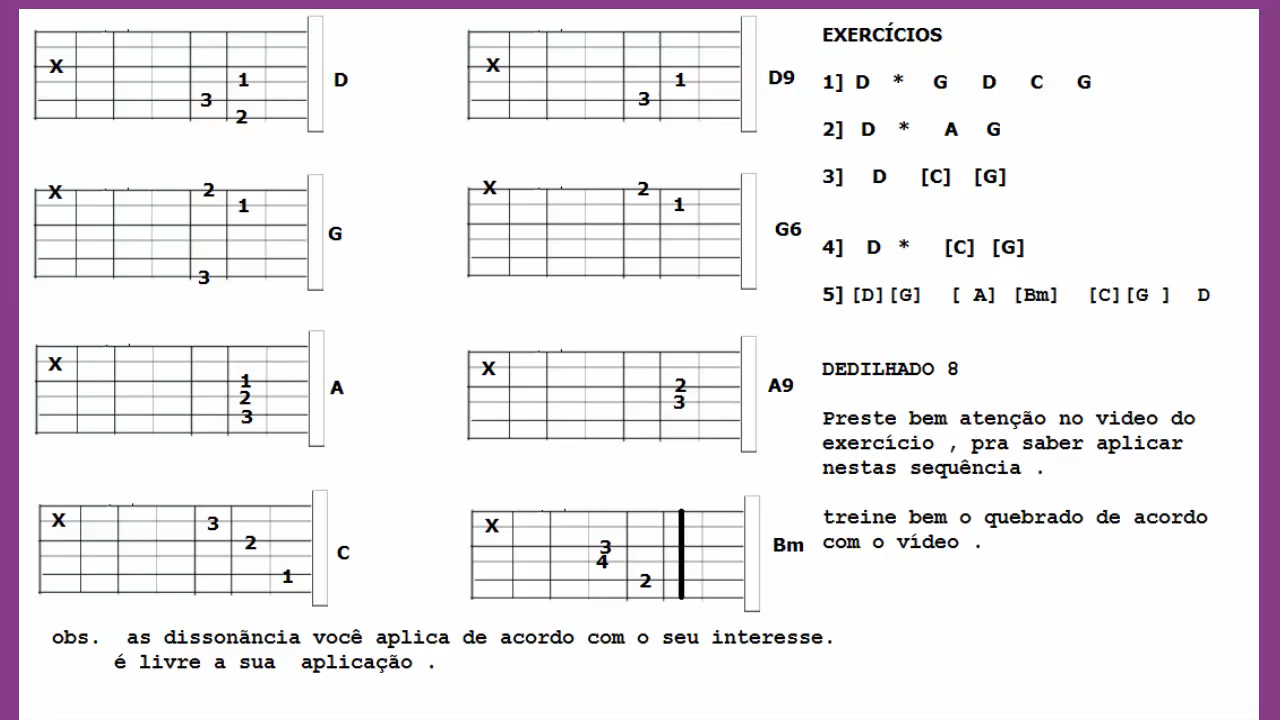 X
1
3
2
D
X
1
3
D9
X
2
1
3
G
X
2
1
G6
X
1
2
3
A
X
2
3
A9
X
3
2
1
C
X
3
4
2
Bm
EXERCÍCIOS
1] D * G D C G
2] D * A G
3] D [C] [G]
4] D * [C] [G]
5] [D][G] [ A] [Bm] [C][G ] D
DEDILHADO 8
Preste bem atenção no video do
exercício , pra saber aplicar
nestas sequência .
treine bem o quebrado de acordo
com o vídeo .
obs. as dissonãncia você aplica de acordo com o seu interesse.
é livre a sua aplicação .